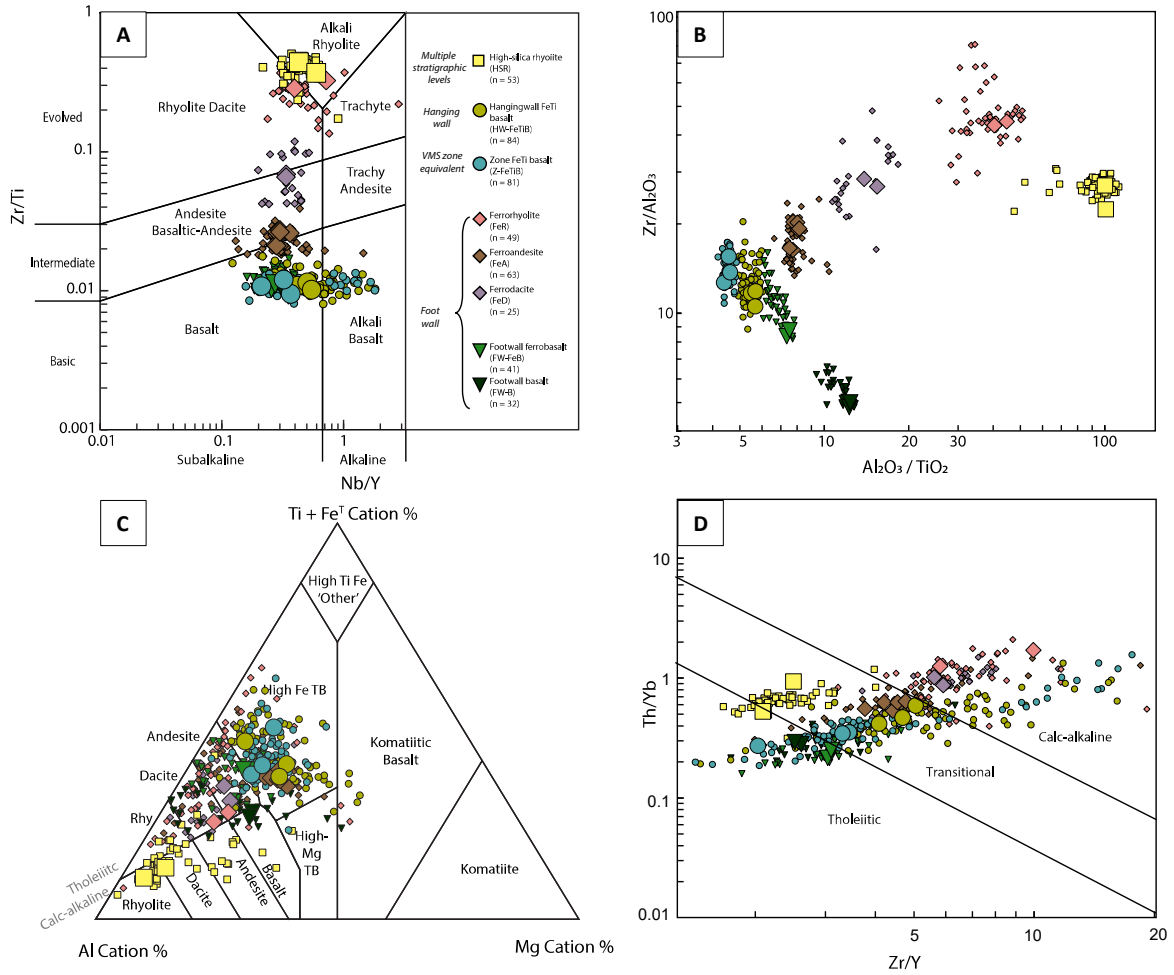 A
1
0.1
0.01
0.001
Zr/Ti
Evolved
Intermediate
Basic
Alkali
Rhyolite
Rhyolite Dacite
Trachyte
Trachy
Andesite
Andesite
Basaltic-Andesite
Basalt
Alkali
Basalt
0.01
0.1
1
Subalkaline
Alkaline
Nb/Y
Multiple
stratigraphic
levels
High-silica rhyolite
(HSR)
(n = 53)
Hanging
wall
Hangingwall FeTi
basalt
(HW-FeTiB)
(n = 84)
VMS zone
equivalent
Zone FeTi basalt
(Z-FeTiB)
(n = 81)
Foot
wall
Ferrorhyolite
(FeR)
(n = 49)
Ferroandesite
(FeA)
(n = 63)
Ferrodacite
(FeD)
(n = 25)
Footwall ferrobasalt
(FW-FeB)
(n = 41)
Footwall basalt
(FW-B)
(n = 32)
B
100
10
Zr/Al₂O₃
3
5
10
20
30
50
100
Al₂O₃ / TiO₂
C
Ti + Feᵀ Cation %
High Ti Fe
'Other'
High Fe TB
Andesite
Dacite
Rhy
Komatiitic
Basalt
High-
Mg
TB
Basalt
Andesite
Dacite
Rhyolite
Komatiite
Tholeiiitc
Calc-alkaline
Al Cation %
Mg Cation %
D
10
1
0.1
0.01
Th/Yb
Calc-alkaline
Transitional
Tholeiitic
5
10
20
Zr/Y